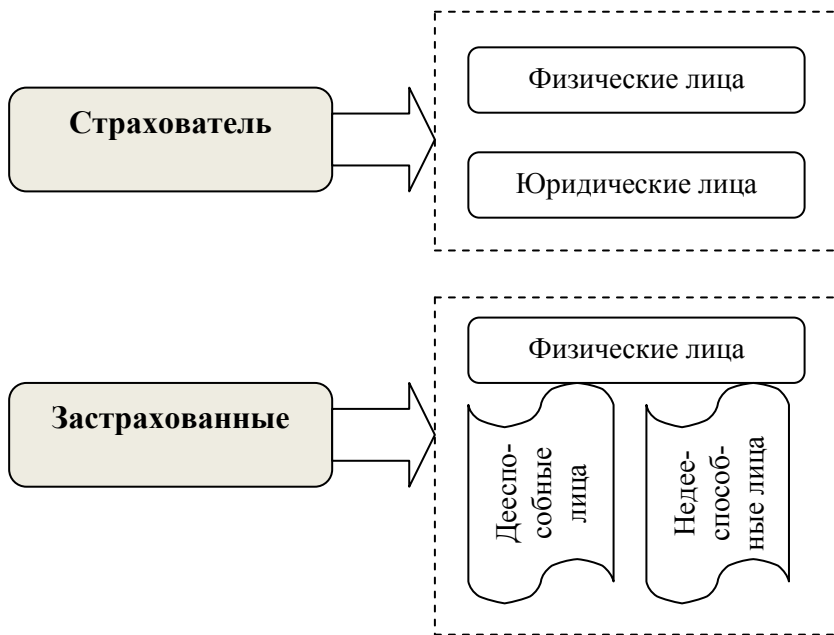 Страхователь
Физические лица
Юридические лица
Застрахованные
Физические лица
Дееспо-
собные
лица
Недее-
способ-
ные лица